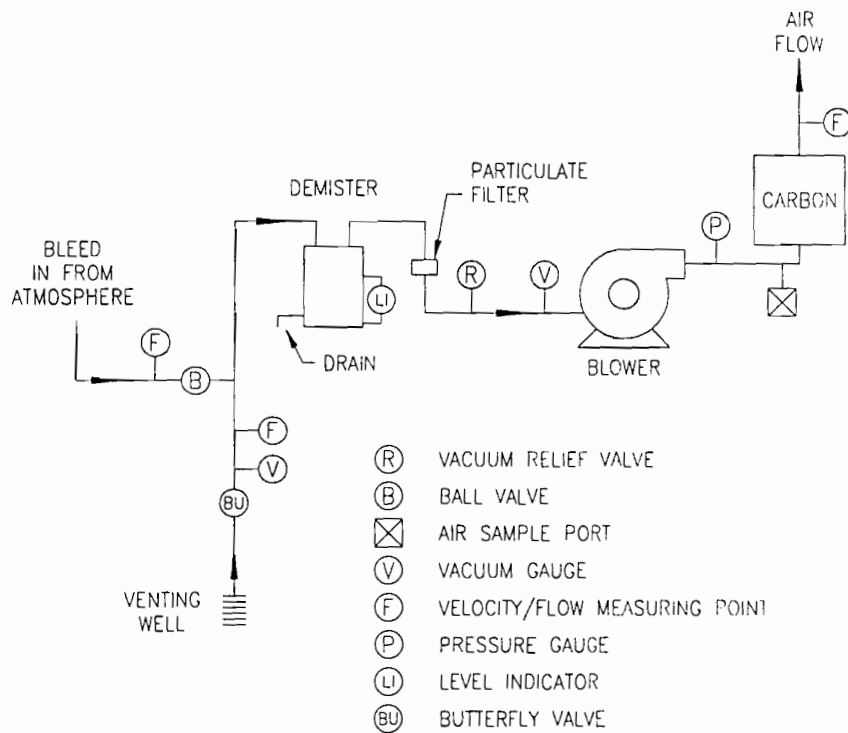 AIR
FLOW
F
CARBON
PARTICULATE
FILTER
DEMISTER
P
BLEED
IN FROM
ATMOSPHERE
R
V
LI
DRAIN
BLOWER
F
B
F
V
BU
VENTING
WELL
R VACUUM RELIEF VALVE
B BALL VALVE
AIR SAMPLE PORT
V VACUUM GAUGE
F VELOCITY/FLOW MEASURING POINT
P PRESSURE GAUGE
LI LEVEL INDICATOR
BU BUTTERFLY VALVE